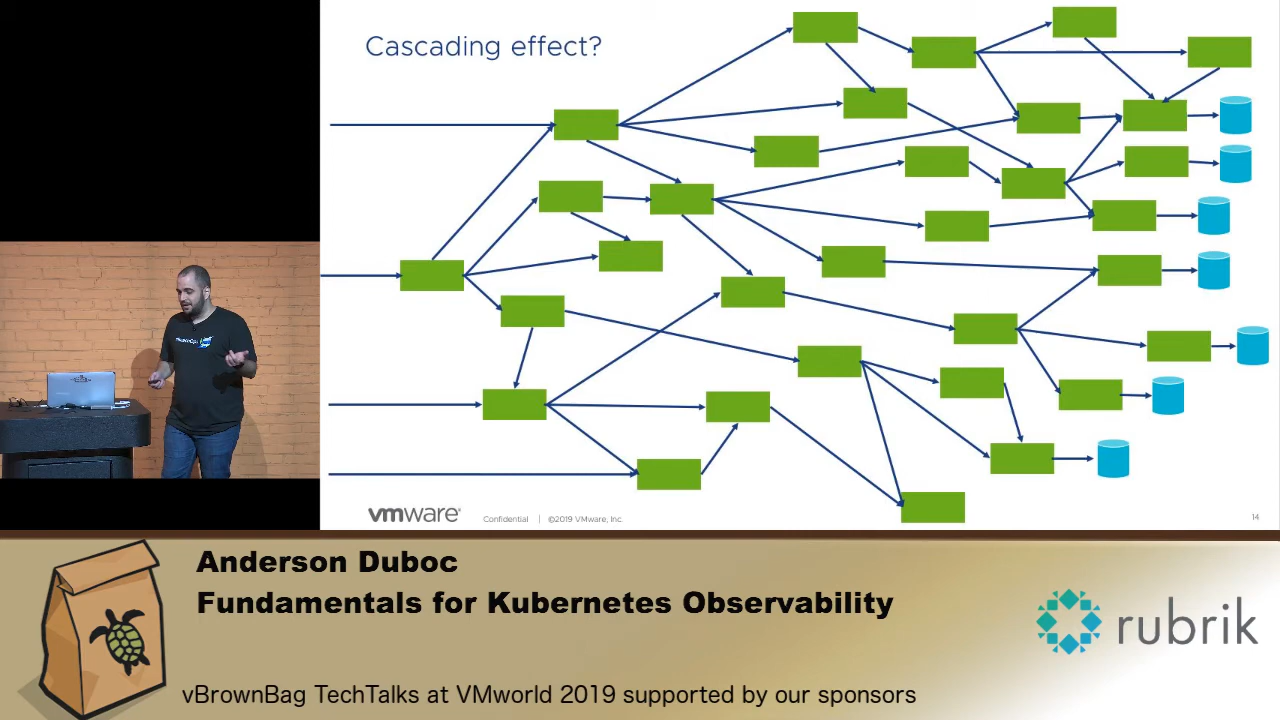 Cascading effect?
vmware
Confidential | ©2019 VMware, Inc.
14
Anderson Duboc
Fundamentals for Kubernetes Observability
rubrik
vBrownBag TechTalks at VMworld 2019 supported by our sponsors